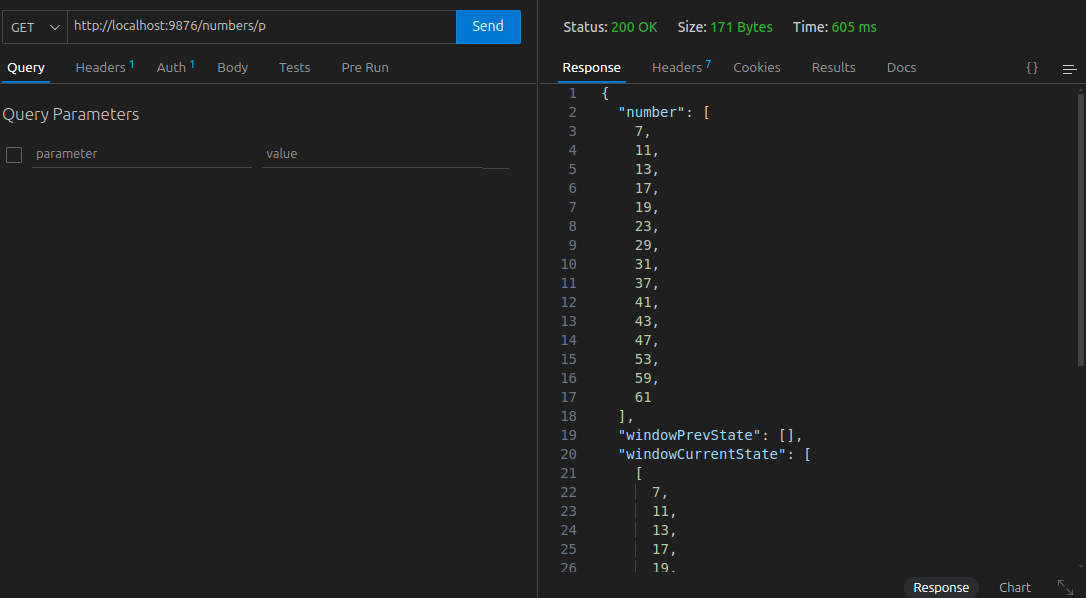 GET http://localhost:9876/numbers/p Send
Query Headers 1 Auth 1 Body Tests Pre Run
Query Parameters
parameter value
Status: 200 OK Size: 171 Bytes Time: 605 ms
Response Headers 7 Cookies Results Docs {}
1 {
2 "number": [
3 7,
4 11,
5 13,
6 17,
7 19,
8 23,
9 29,
10 31,
11 37,
12 41,
13 43,
14 47,
15 53,
16 59,
17 61
18 ],
19 "windowPrevState": [],
20 "windowCurrentState": [
21 [
22 7,
23 11,
24 13,
25 17,
26 19,
Response Chart